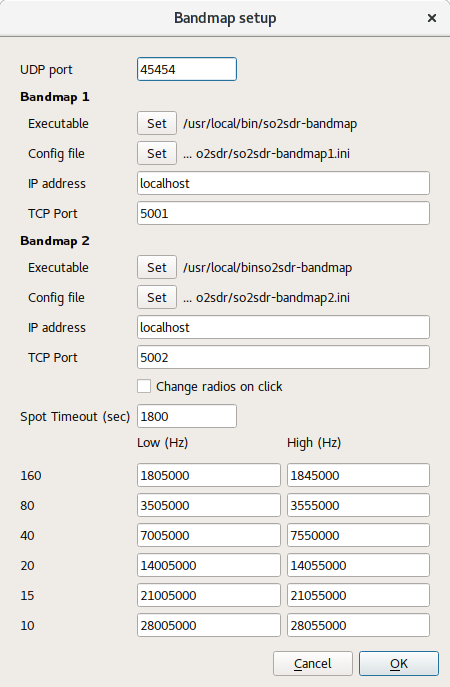 Bandmap setup ×
UDP port 45454
Bandmap 1
Executable Set /usr/local/bin/so2sdr-bandmap
Config file Set ... o2sdr/so2sdr-bandmap1.ini
IP address localhost
TCP Port 5001
Bandmap 2
Executable Set /usr/local/binso2sdr-bandmap
Config file Set ... o2sdr/so2sdr-bandmap2.ini
IP address localhost
TCP Port 5002
Change radios on click
Spot Timeout (sec) 1800
Low (Hz) High (Hz)
160 1805000 1845000
80 3505000 3555000
40 7005000 7550000
20 14005000 14055000
15 21005000 21055000
10 28005000 28055000
Cancel OK